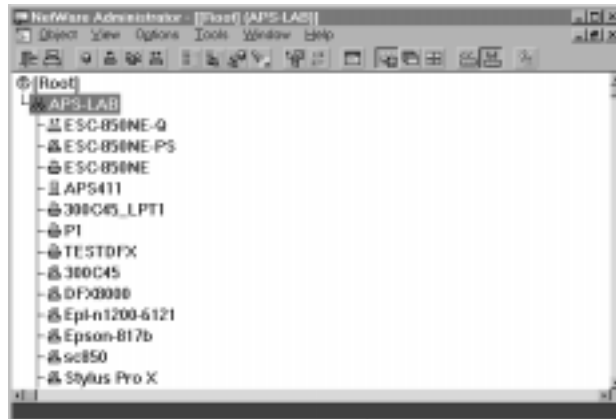 NetWare Administrator - [[Root] (APS-LAB)]
Object View Options Tools Window Help
[Root]
APS-LAB
ESC-850NE-Q
ESC-850NE-PS
ESC-850NE
APS411
300C45_LPT1
P1
TESTDFX
300C45
DFX8000
Epl-n1200-6121
Epson-817b
sc850
Stylus Pro X